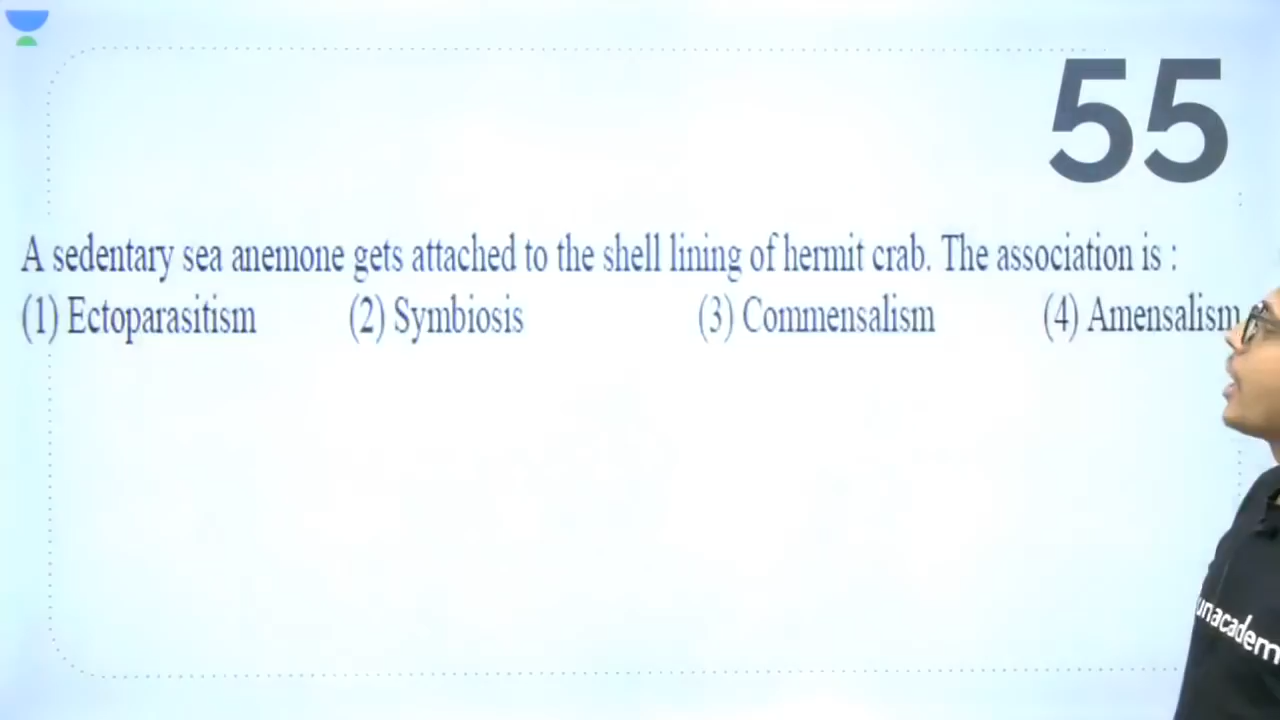 55
A sedentary sea anemone gets attached to the shell lining of hermit crab. The association is :
(1) Ectoparasitism (2) Symbiosis (3) Commensalism (4) Amensalism
unacadem